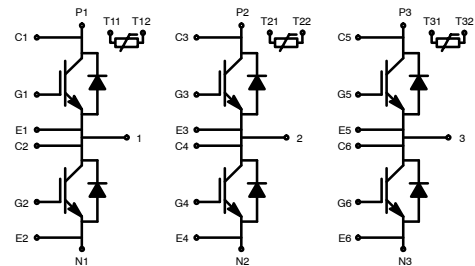 P1 T11 T12 P2 T21 T22 P3 T31 T32
C1 C3 C5
G1 G3 G5
E1 E3 E5
1 2 3
C2 C4 C6
G2 G4 G6
E2 E4 E6
N1 N2 N3